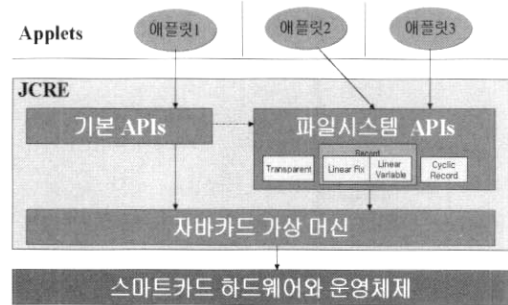 Applets
애플릿1
애플릿2
애플릿3
JCRE
기본 APIs
파일시스템 APIs
Record
Transparent
Linear Fix
Linear
Variable
Cyclic
Record
자바카드 가상 머신
스마트카드 하드웨어와 운영체제